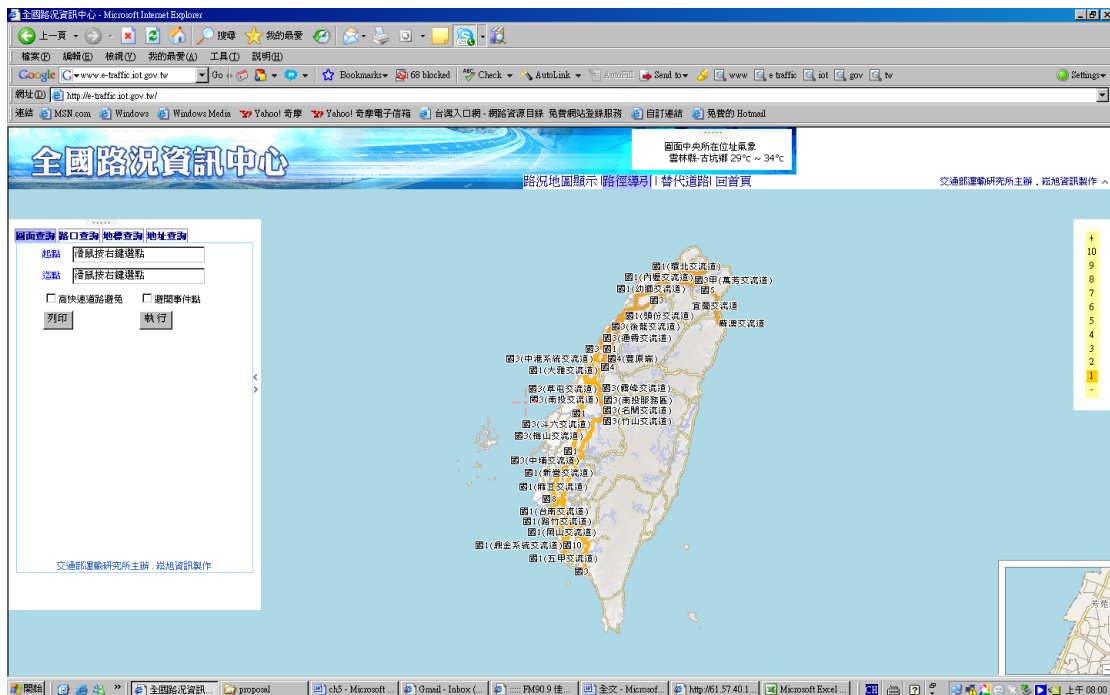 全國路況資訊中心 - Microsoft Internet Explorer
上一頁 搜尋 我的最愛
檔案(F) 編輯(E) 檢視(V) 我的最愛(A) 工具(T) 說明(H)
Google www.e-traffic.iot.gov.tw Go Bookmarks 68 blocked Check AutoLink AutoFill Send to www e traffic iot gov tw Settings
網址(D) http://e-traffic.iot.gov.tw/
連結 MSN.com Windows Windows Media Yahoo! 奇摩 Yahoo! 奇摩電子信箱 台灣入口網 - 網路資源目錄 免費網站登錄服務 自訂連結 免費的 Hotmail
全國路況資訊中心
圖面中央所在位址氣象
雲林縣-古坑鄉 29℃ ~ 34℃
路況地圖顯示 | 路徑導引 | 替代道路 | 回首頁
交通部運輸研究所主辦 . 崧旭資訊製作
圖面查詢 路口查詢 地標查詢 地址查詢
起點 滑鼠按右鍵選點
迄點 滑鼠按右鍵選點
高快速道路避免 避開事件點
列印 執行
交通部運輸研究所主辦 . 崧旭資訊製作
國1(環北交流道)
國1(內壢交流道) 國3甲(萬芳交流道)
國1(幼獅交流道) 國5
國3 宜蘭交流道
國1(頭份交流道) 蘇澳交流道
國3(後龍交流道)
國3(通霄交流道)
國3 國1
國3(中港系統交流道) 國4(豐原端)
國1(大雅交流道) 國4
國3(草屯交流道) 國3(霧峰交流道)
國3(南投交流道) 國3(南投服務區)
國1 國3(名間交流道)
國3(斗六交流道) 國3(竹山交流道)
國3(梅山交流道)
國1
國3(中埔交流道)
國1(新營交流道)
國1(麻豆交流道)
國8
國1(台南交流道)
國1(路竹交流道)
國1(岡山交流道)
國1(鼎金系統交流道) 國10
國1(五甲交流道)
國3
+
10
9
8
7
6
5
4
3
2
1
-
芳苑
開始 全國路況資訊... proposal ch5 - Microsoft ... Gmail - Inbox (... ::::: FM90.9 佳... 全文 - Microsof... http://61.57.40.1... Microsoft Excel ... CH 上午 08:01